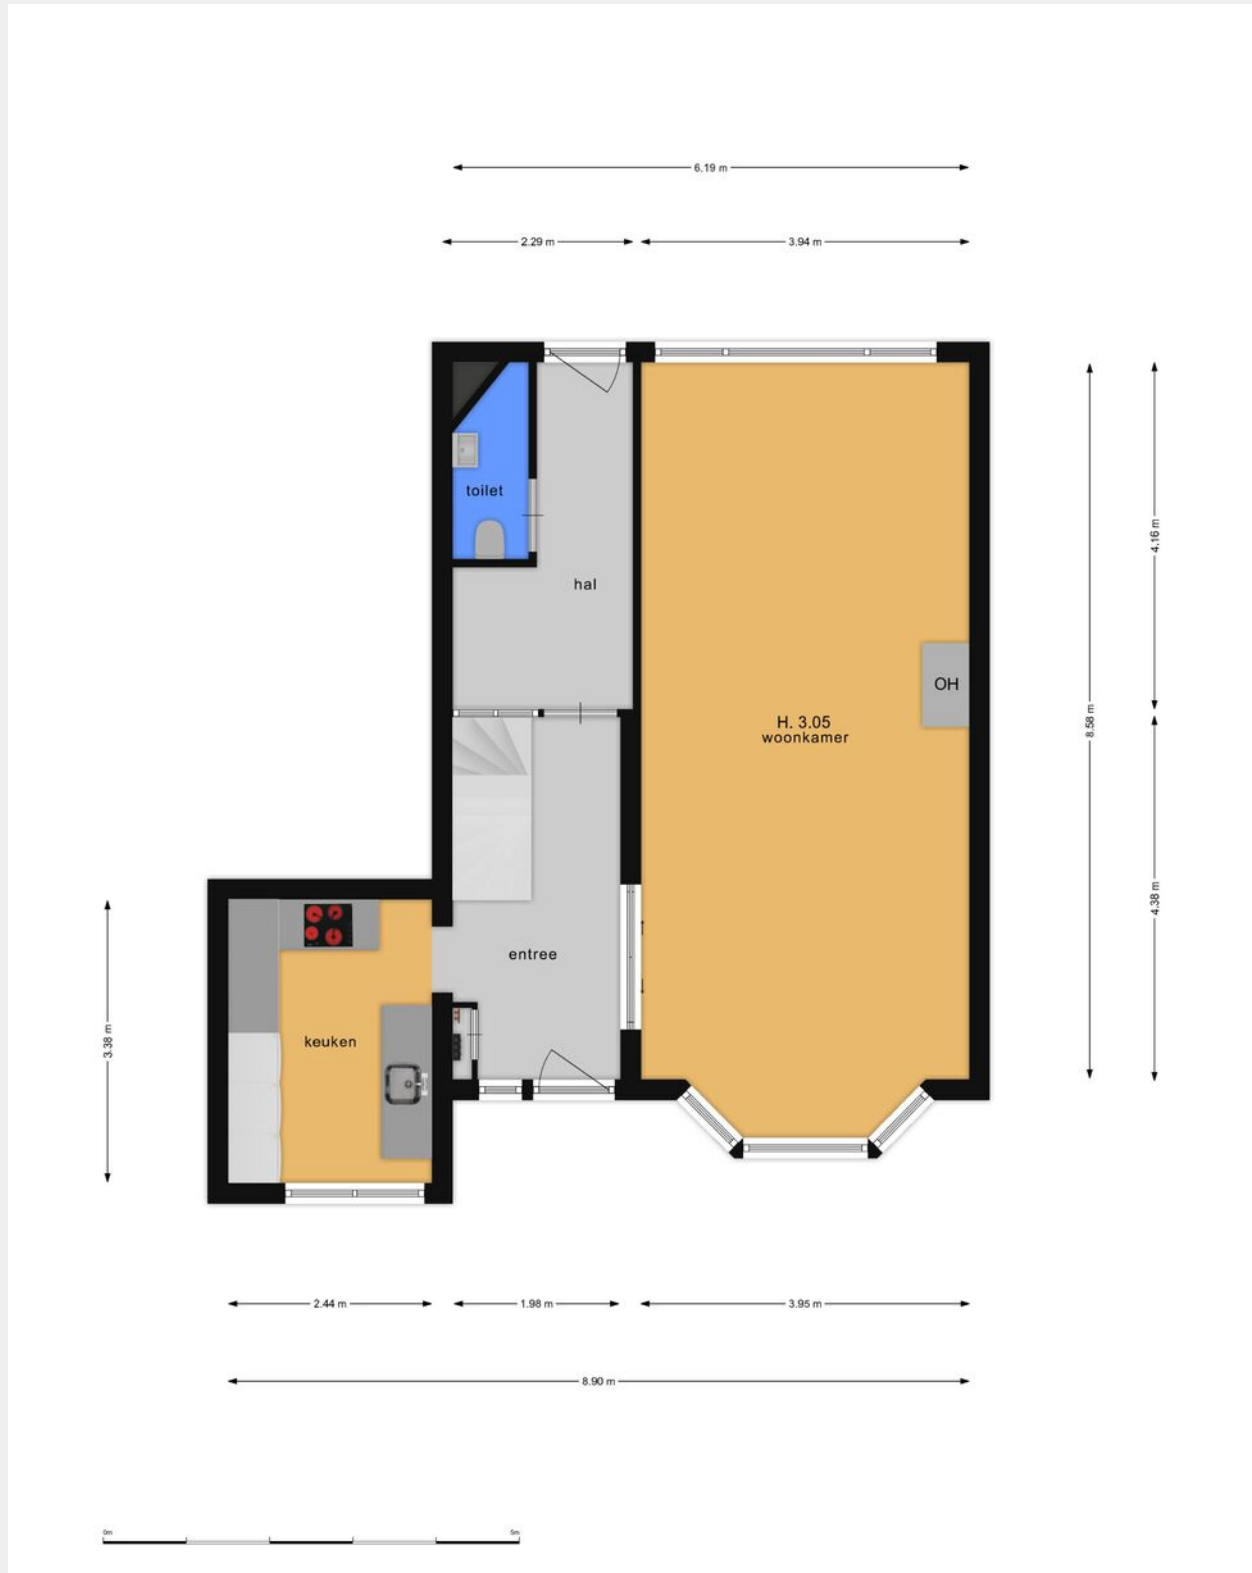 6.19 m
2.29 m
3.94 m
toilet
4.16 m
hal
OH
H. 3.05
woonkamer
8.58 m
4.38 m
entree
keuken
3.38 m
2.44 m
1.98 m
3.95 m
8.90 m
0m
5m